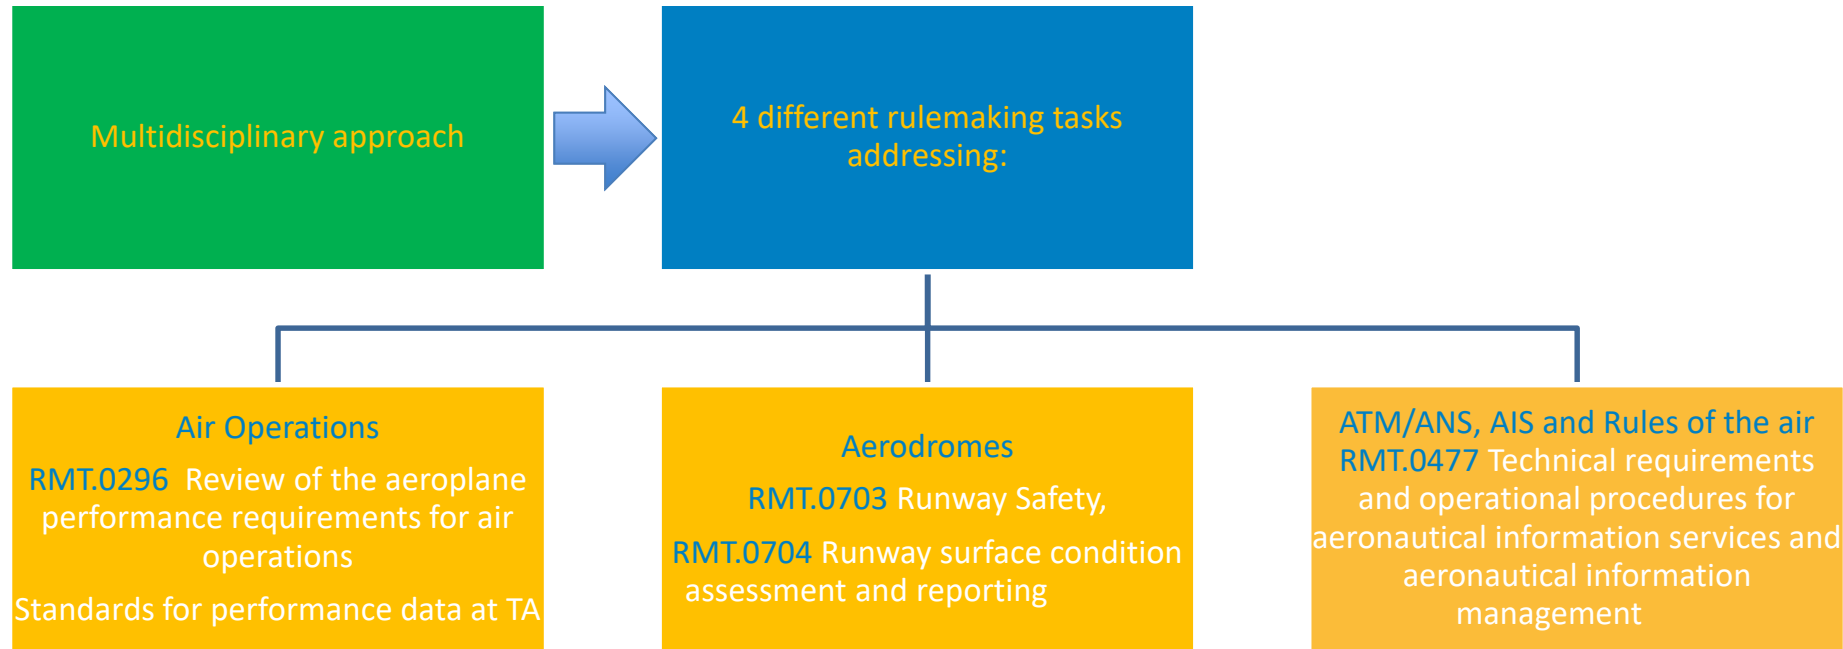 Multidisciplinary approach
4 different rulemaking tasks
addressing:
Air Operations
RMT.0296 Review of the aeroplane
performance requirements for air
operations
Standards for performance data at TA
Aerodromes
RMT.0703 Runway Safety,
RMT.0704 Runway surface condition
assessment and reporting
ATM/ANS, AIS and Rules of the air
RMT.0477 Technical requirements
and operational procedures for
aeronautical information services and
aeronautical information
management